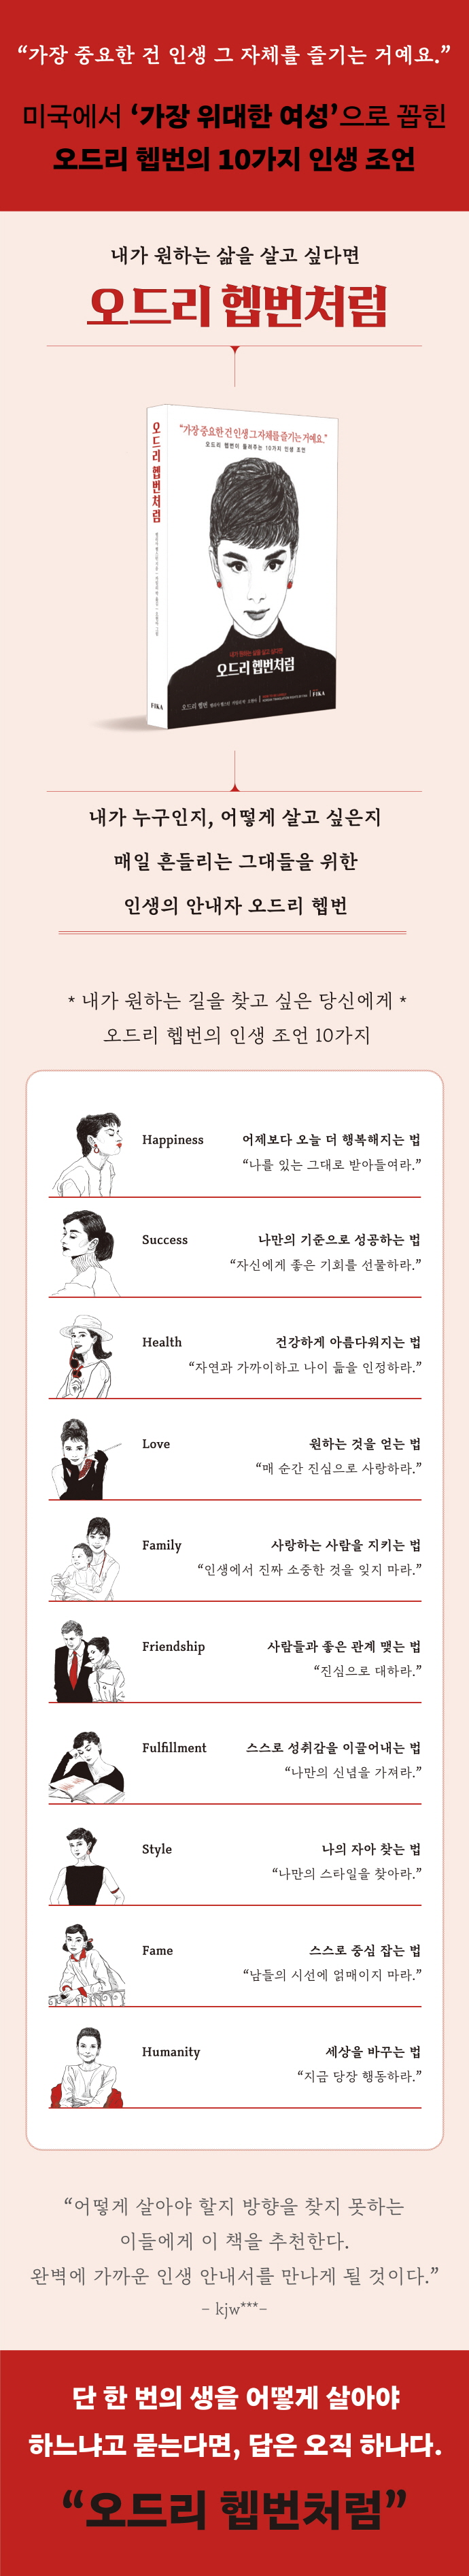 “가장 중요한 건 인생 그 자체를 즐기는 거예요.”
미국에서 ‘가장 위대한 여성’으로 꼽힌
오드리 헵번의 10가지 인생 조언
내가 원하는 삶을 살고 싶다면
오드리 헵번처럼
오드리 헵번처럼
FIKA
“가장 중요한 건 인생 그 자체를 즐기는 거예요.”
오드리 헵번이 들려주는 10가지 인생 조언
내가 원하는 삶을 살고 싶다면
오드리 헵번처럼
오드리 헵번
FIKA
내가 누구인지, 어떻게 살고 싶은지
매일 흔들리는 그대들을 위한
인생의 안내자 오드리 헵번
* 내가 원하는 길을 찾고 싶은 당신에게 *
오드리 헵번의 인생 조언 10가지
Happiness 어제보다 오늘 더 행복해지는 법
“나를 있는 그대로 받아들여라.”
Success 나만의 기준으로 성공하는 법
“자신에게 좋은 기회를 선물하라.”
Health 건강하게 아름다워지는 법
“자연과 가까이하고 나이 듦을 인정하라.”
Love 원하는 것을 얻는 법
“매 순간 진심으로 사랑하라.”
Family 사랑하는 사람을 지키는 법
“인생에서 진짜 소중한 것을 잊지 마라.”
Friendship 사람들과 좋은 관계 맺는 법
“진심으로 대하라.”
Fulfillment 스스로 성취감을 이끌어내는 법
“나만의 신념을 가져라.”
Style 나의 자아 찾는 법
“나만의 스타일을 찾아라.”
Fame 스스로 중심 잡는 법
“남들의 시선에 얽매이지 마라.”
Humanity 세상을 바꾸는 법
“지금 당장 행동하라.”
“어떻게 살아야 할지 방향을 찾지 못하는
이들에게 이 책을 추천한다.
완벽에 가까운 인생 안내서를 만나게 될 것이다.”
– kjw***–
단 한 번의 생을 어떻게 살아야
하느냐고 묻는다면, 답은 오직 하나다.
“오드리 헵번처럼”